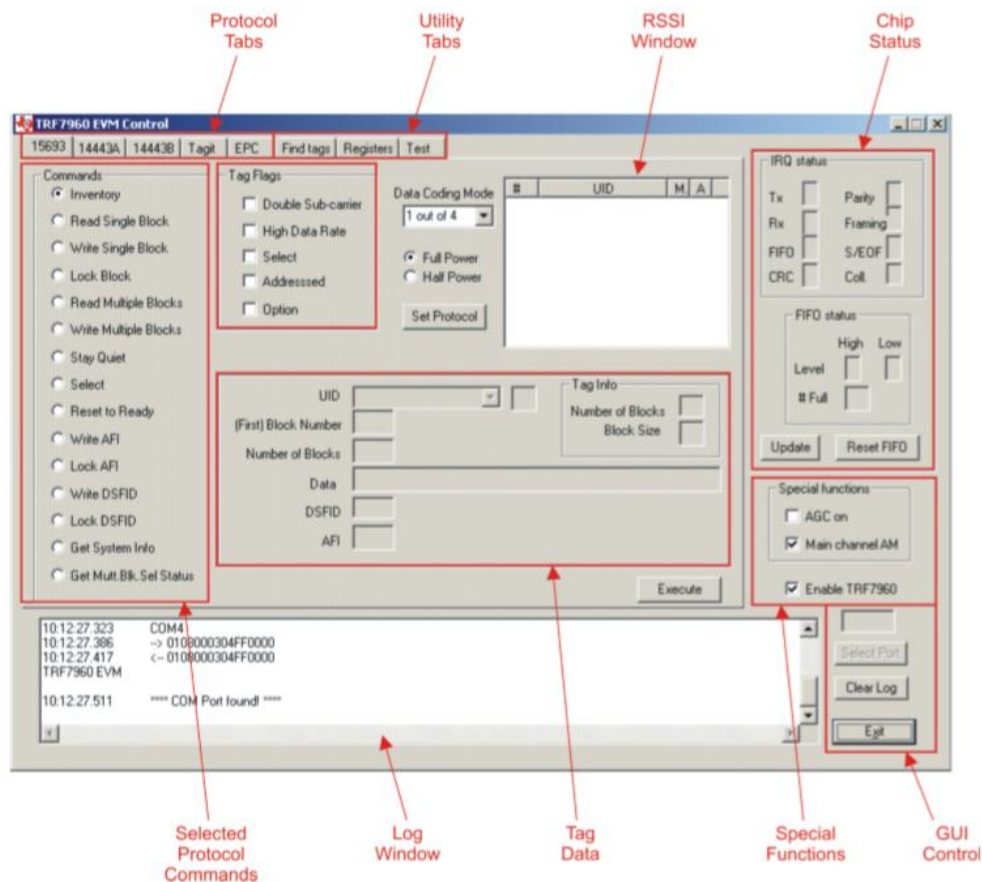 Protocol
Tabs
Utility
Tabs
RSSI
Window
Chip
Status
TRF7960 EVM Control
15693 14443A 14443B Tagit EPC Find tags Registers Test
Commands
Inventory
Read Single Block
Write Single Block
Lock Block
Read Multiple Blocks
Write Multiple Blocks
Stay Quiet
Select
Reset to Ready
Write AFI
Lock AFI
Write DSFID
Lock DSFID
Get System Info
Get Mutt.Blk.Sel Status
Tag Flags
Double Sub-carrier
High Data Rate
Select
Addresssed
Option
Data Coding Mode
1 out of 4
Full Power
Half Power
Set Protocol
# UID M. A
UID
(First) Block Number
Number of Blocks
Data
DSFID
AFI
Tag Info
Number of Blocks
Block Size
Execute
IRQ status
Tx Parity
Rx Framing
FIFO S/EOF
CRC Coll.
FIFO status
High Low
Level
# Full
Update Reset FIFO
Special functions
AGC on
Main channel AM
Enable TRF7960
Select Port
Clear Log
Exit
10:12:27.323 COM4
10:12:27.386 --> 0108000304FF0000
10:12:27.417 <-- 0108000304FF0000
TRF7960 EVM
10:12:27.511 **** COM Port found! ****
Selected
Protocol
Commands
Log
Window
Tag
Data
Special
Functions
GUI
Control